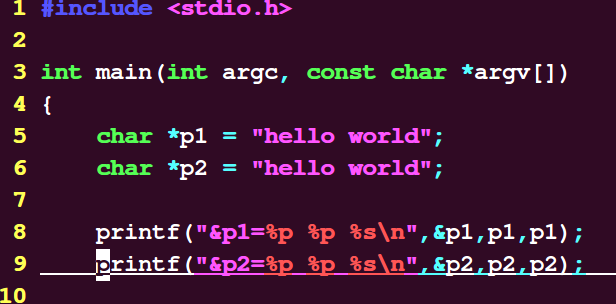 1 #include <stdio.h>
2
3 int main(int argc, const char *argv[])
4 {
5     char *p1 = "hello world";
6     char *p2 = "hello world";
7
8     printf("&p1=%p %p %s\n",&p1,p1,p1);
9     printf("&p2=%p %p %s\n",&p2,p2,p2);
10